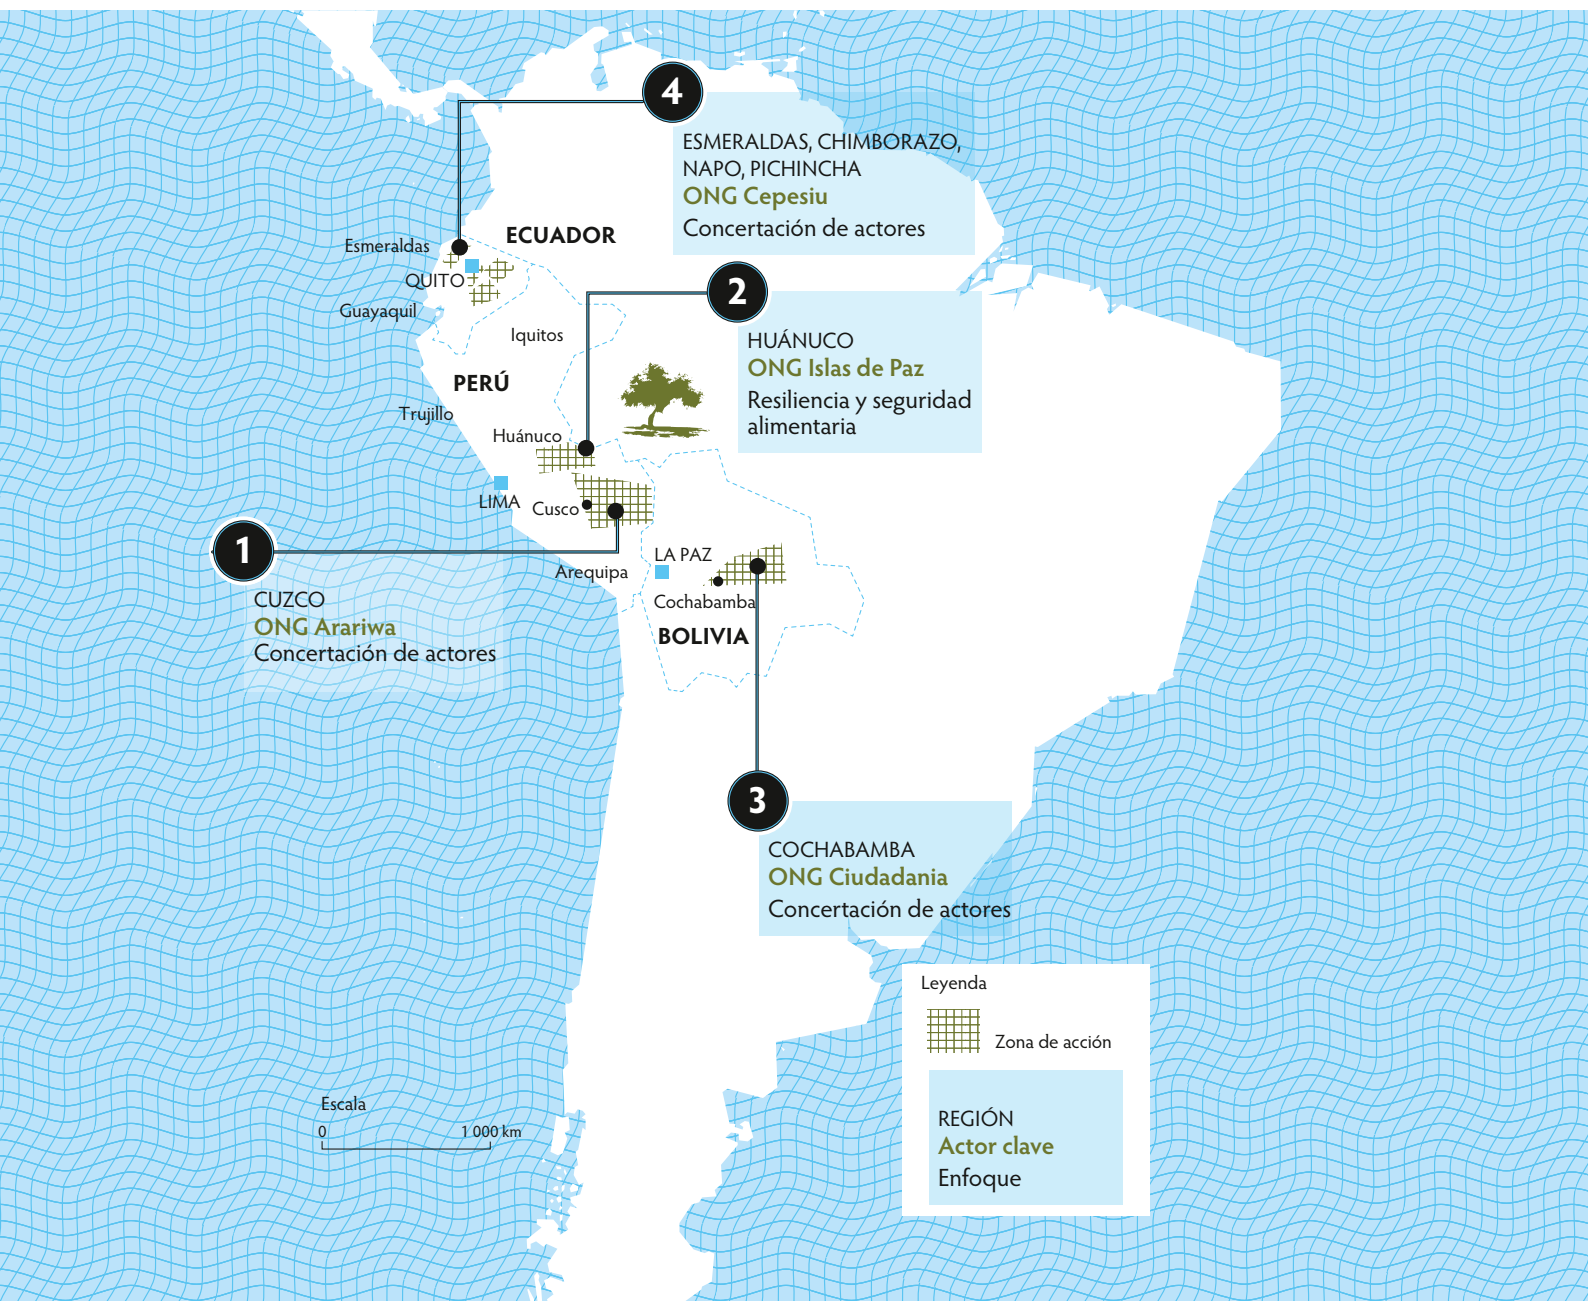 4
ESMERALDAS, CHIMBORAZO,
NAPO, PICHINCHA
ONG Cepesiu
Concertación de actores
ECUADOR
Esmeraldas
QUITO
Guayaquil
Iquitos
2
HUÁNUCO
ONG Islas de Paz
Resiliencia y seguridad
alimentaria
PERÚ
Trujillo
Huánuco
LIMA
Cusco
1
CUZCO
ONG Arariwa
Concertación de actores
Arequipa
LA PAZ
Cochabamba
BOLIVIA
3
COCHABAMBA
ONG Ciudadania
Concertación de actores
Leyenda
Zona de acción
REGIÓN
Actor clave
Enfoque
Escala
0 1 000 km